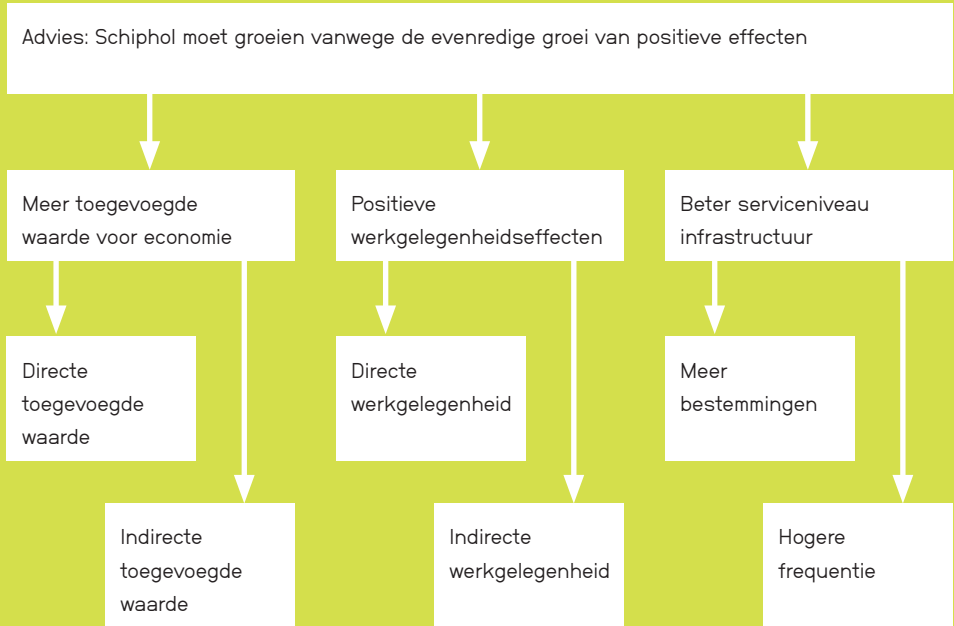 Advies: Schiphol moet groeien vanwege de evenredige groei van positieve effecten
Meer toegevoegde
waarde voor economie
Positieve
werkgelegenheidseffecten
Beter serviceniveau
infrastructuur
Directe
toegevoegde
waarde
Directe
werkgelegenheid
Meer
bestemmingen
Indirecte
toegevoegde
waarde
Indirecte
werkgelegenheid
Hogere
frequentie